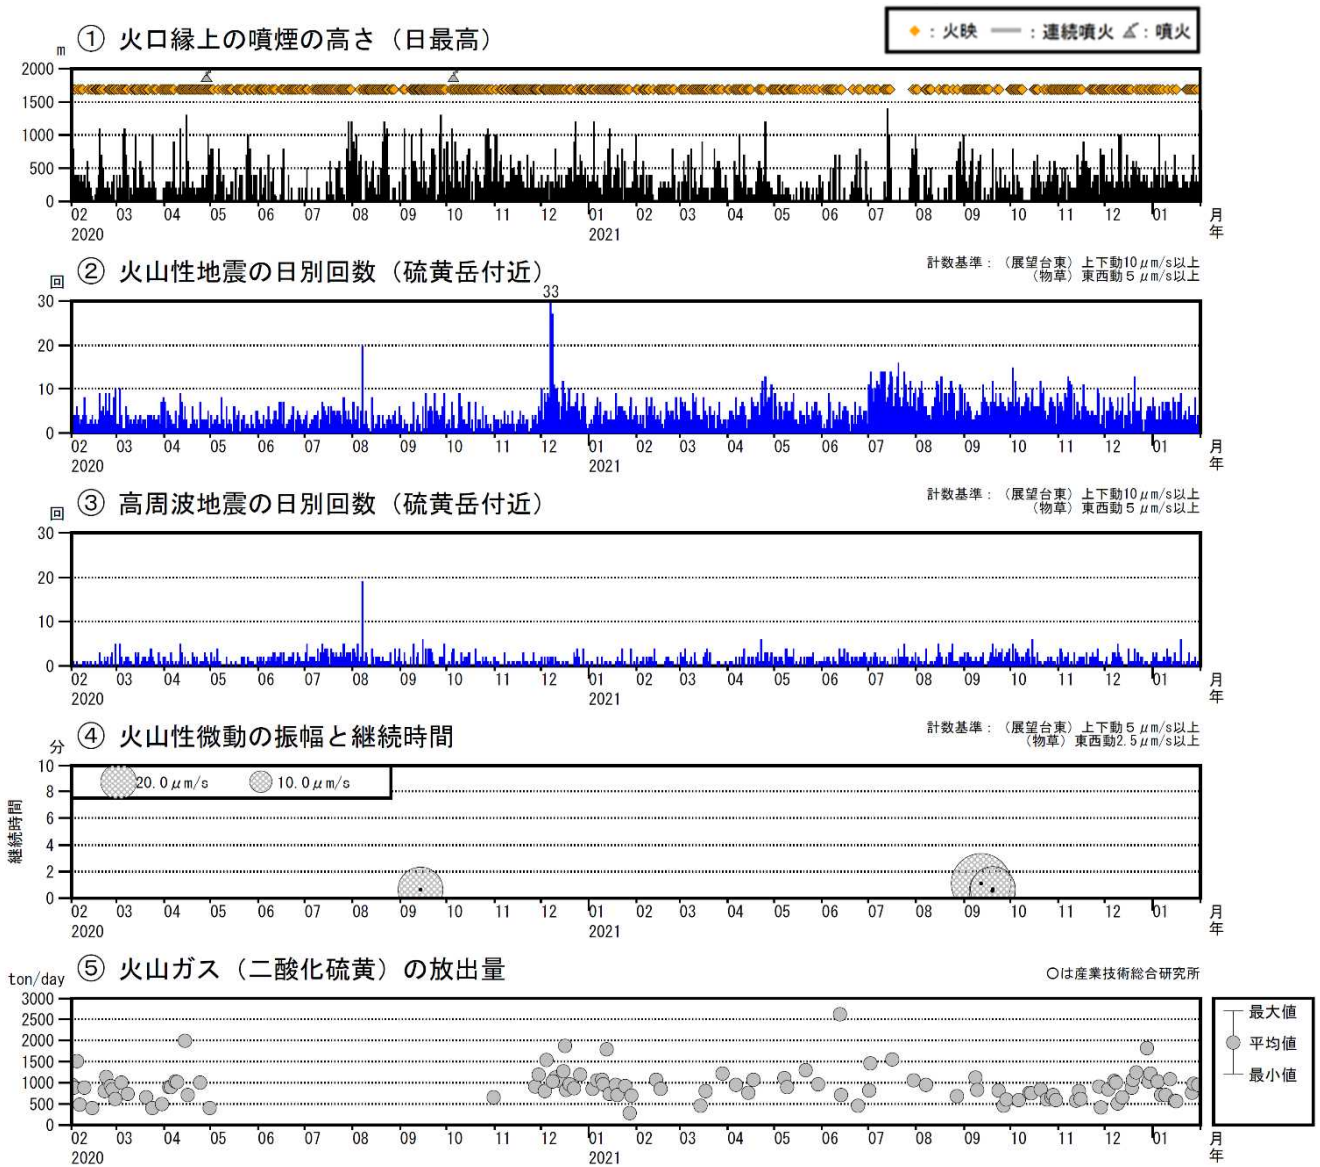 ◆：火映 ━━：連続噴火 ：噴火
m ① 火口縁上の噴煙の高さ（日最高）
2000
1500
1000
500
0
02 03 04 05 06 07 08 09 10 11 12 01 02 03 04 05 06 07 08 09 10 11 12 01 月
2020 2021 年
回 ② 火山性地震の日別回数（硫黄岳付近）
計数基準：（展望台東）上下動10μm/s以上
（物草）東西動５μm/s以上
33
30
20
10
0
02 03 04 05 06 07 08 09 10 11 12 01 02 03 04 05 06 07 08 09 10 11 12 01 月
2020 2021 年
回 ③ 高周波地震の日別回数（硫黄岳付近）
計数基準：（展望台東）上下動10μm/s以上
（物草）東西動５μm/s以上
30
20
10
0
02 03 04 05 06 07 08 09 10 11 12 01 02 03 04 05 06 07 08 09 10 11 12 01 月
2020 2021 年
分 ④ 火山性微動の振幅と継続時間
計数基準：（展望台東）上下動５μm/s以上
（物草）東西動2.5μm/s以上
継続時間
10
20.0μm/s 10.0μm/s
8
6
4
2
0
02 03 04 05 06 07 08 09 10 11 12 01 02 03 04 05 06 07 08 09 10 11 12 01 月
2020 2021 年
ton/day ⑤ 火山ガス（二酸化硫黄）の放出量
○は産業技術総合研究所
3000
2500
2000
1500
1000
500
0
最大値
平均値
最小値
02 03 04 05 06 07 08 09 10 11 12 01 02 03 04 05 06 07 08 09 10 11 12 01 月
2020 2021 年